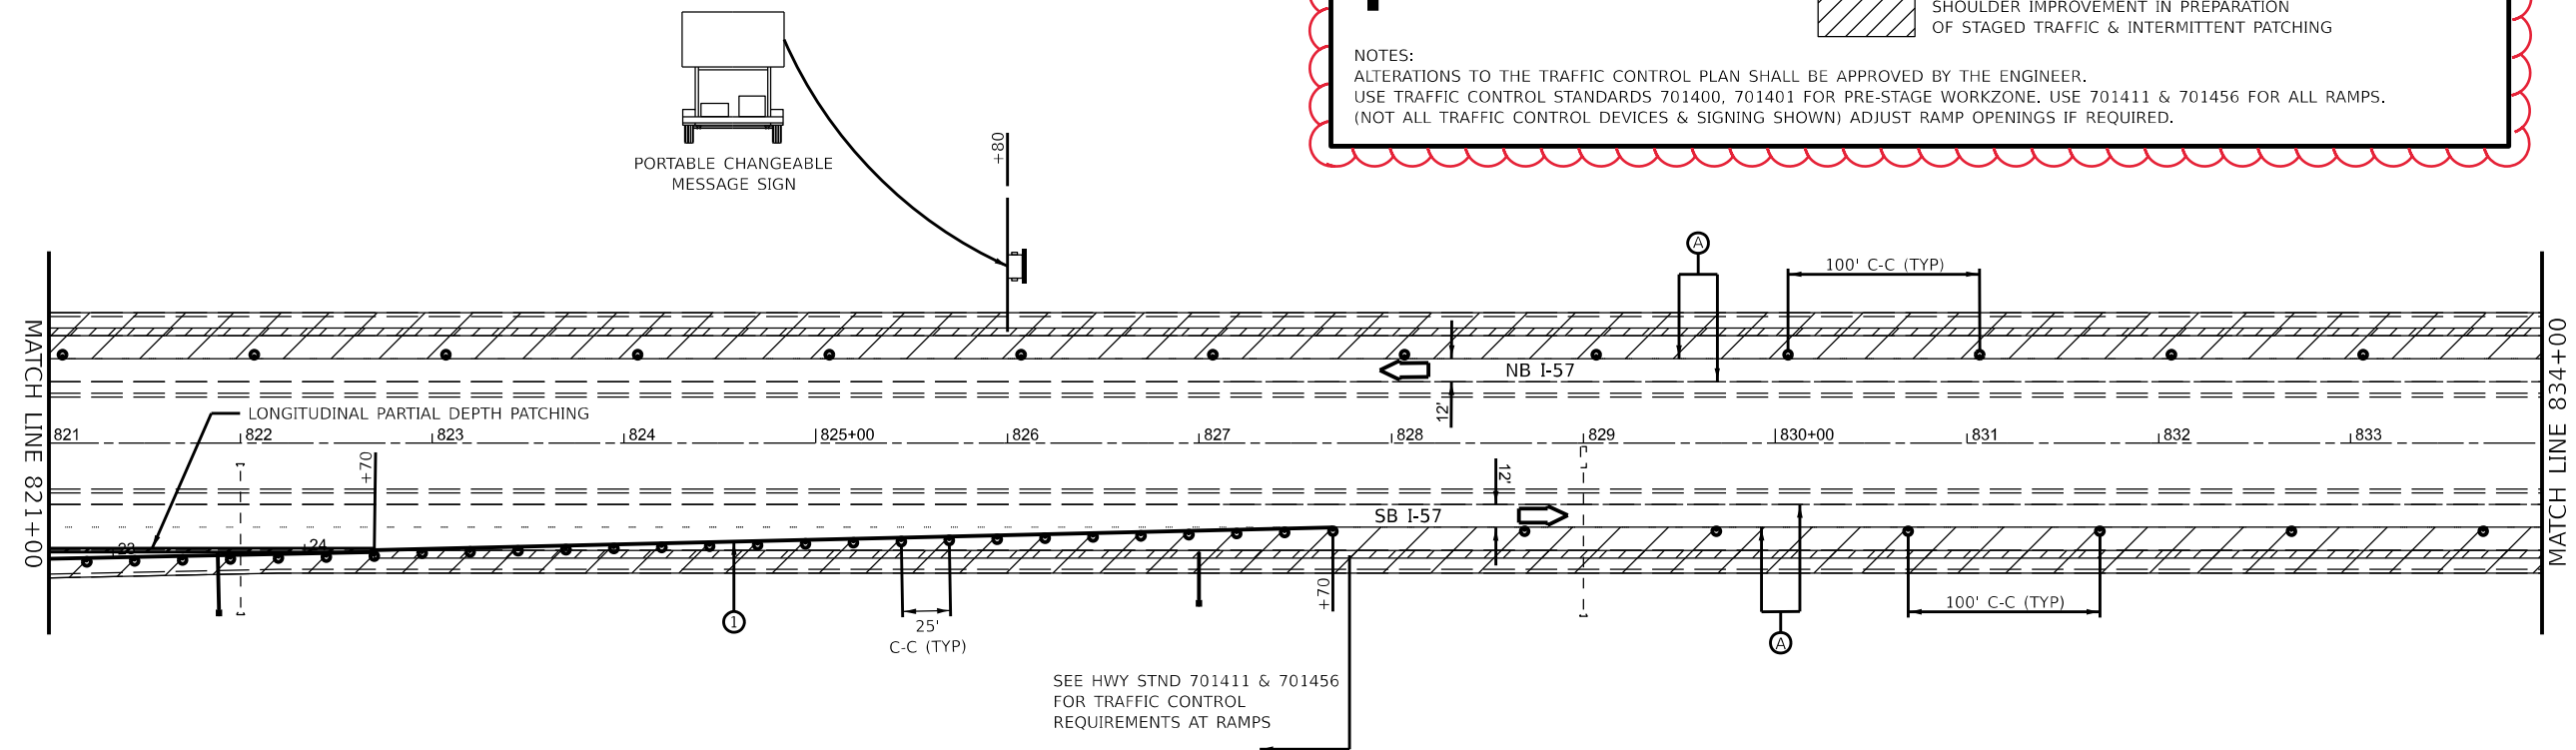 SHOULDER IMPROVEMENT IN PREPARATION
OF STAGED TRAFFIC & INTERMITTENT PATCHING
NOTES:
ALTERATIONS TO THE TRAFFIC CONTROL PLAN SHALL BE APPROVED BY THE ENGINEER.
USE TRAFFIC CONTROL STANDARDS 701400, 701401 FOR PRE-STAGE WORKZONE. USE 701411 & 701456 FOR ALL RAMPS.
(NOT ALL TRAFFIC CONTROL DEVICES & SIGNING SHOWN) ADJUST RAMP OPENINGS IF REQUIRED.
PORTABLE CHANGEABLE
MESSAGE SIGN
+80
A
100' C-C (TYP)
MATCH LINE 821+00
NB I-57
12'
LONGITUDINAL PARTIAL DEPTH PATCHING
821 822 823 824 825+00 826 827 828 829 830+00 831 832 833
MATCH LINE 834+00
+70
12'
SB I-57
23 24
+70
1
25'
C-C (TYP)
100' C-C (TYP)
A
SEE HWY STND 701411 & 701456
FOR TRAFFIC CONTROL
REQUIREMENTS AT RAMPS